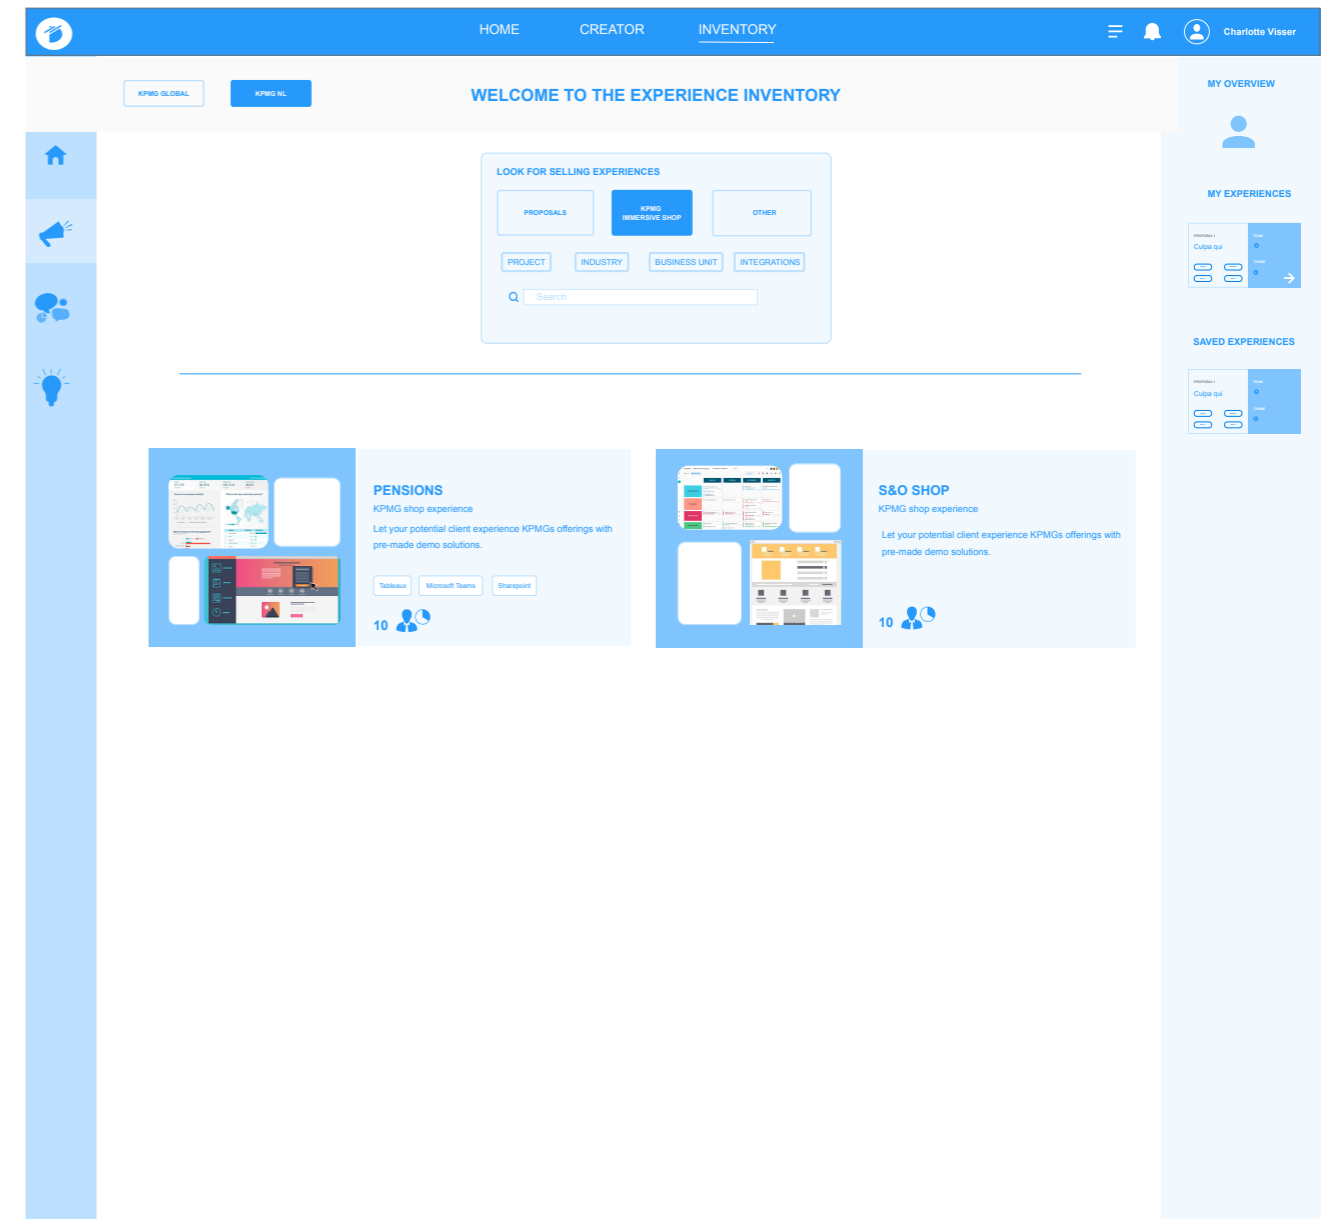 HOME
CREATOR
INVENTORY
Charlotte Visser
KPMG GLOBAL
KPMG NL
WELCOME TO THE EXPERIENCE INVENTORY
MY OVERVIEW
LOOK FOR SELLING EXPERIENCES
PROPOSALS
KPMG
IMMERSIVE SHOP
OTHER
PROJECT
INDUSTRY
BUSINESS UNIT
INTEGRATIONS
Search
MY EXPERIENCES
PROPOSAL 1
Culpa qui
SAVED EXPERIENCES
PROPOSAL 1
Culpa qui
PENSIONS
KPMG shop experience
Let your potential client experience KPMGs offerings with
pre-made demo solutions.
Tableaux
Microsoft Teams
Sharepoint
10
S&O SHOP
KPMG shop experience
Let your potential client experience KPMGs offerings with
pre-made demo solutions.
10